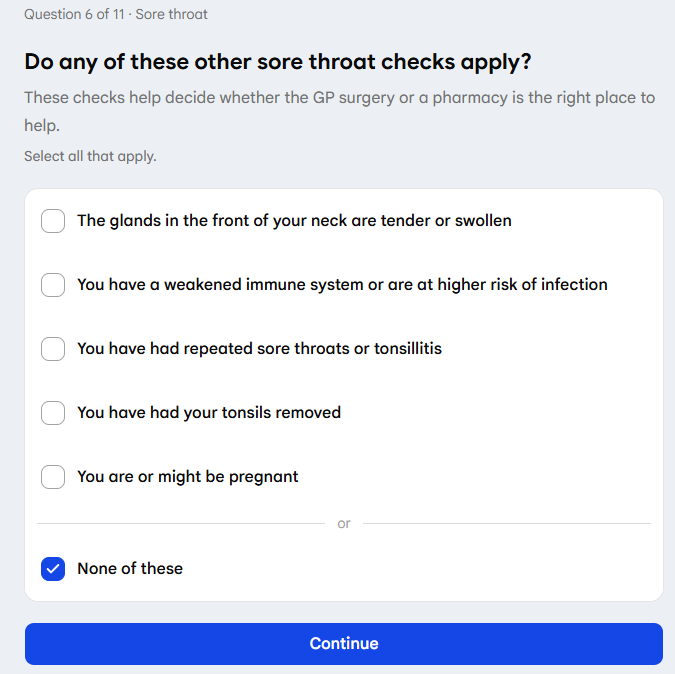 Question 6 of 11 · Sore throat
Do any of these other sore throat checks apply?
These checks help decide whether the GP surgery or a pharmacy is the right place to
help.
Select all that apply.
The glands in the front of your neck are tender or swollen
You have a weakened immune system or are at higher risk of infection
You have had repeated sore throats or tonsillitis
You have had your tonsils removed
You are or might be pregnant
or
None of these
Continue